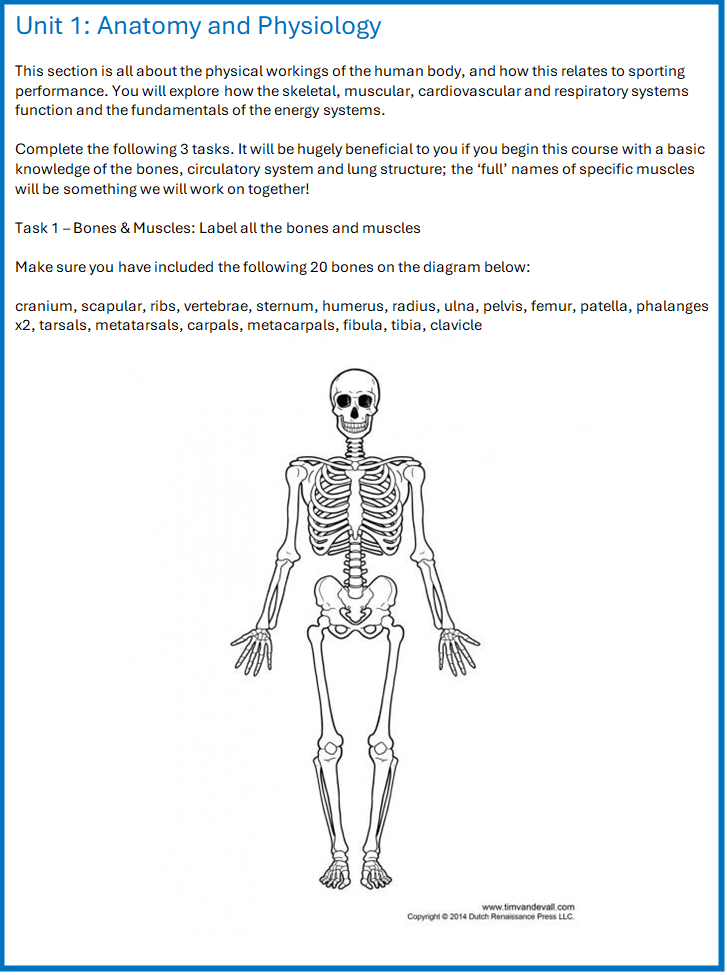 Unit 1: Anatomy and Physiology
This section is all about the physical workings of the human body, and how this relates to sporting
performance. You will explore how the skeletal, muscular, cardiovascular and respiratory systems
function and the fundamentals of the energy systems.
Complete the following 3 tasks. It will be hugely beneficial to you if you begin this course with a basic
knowledge of the bones, circulatory system and lung structure; the ‘full’ names of specific muscles
will be something we will work on together!
Task 1 – Bones & Muscles: Label all the bones and muscles
Make sure you have included the following 20 bones on the diagram below:
cranium, scapular, ribs, vertebrae, sternum, humerus, radius, ulna, pelvis, femur, patella, phalanges
x2, tarsals, metatarsals, carpals, metacarpals, fibula, tibia, clavicle
www.timvandevall.com
Copyright © 2014 Dutch Renaissance Press LLC.